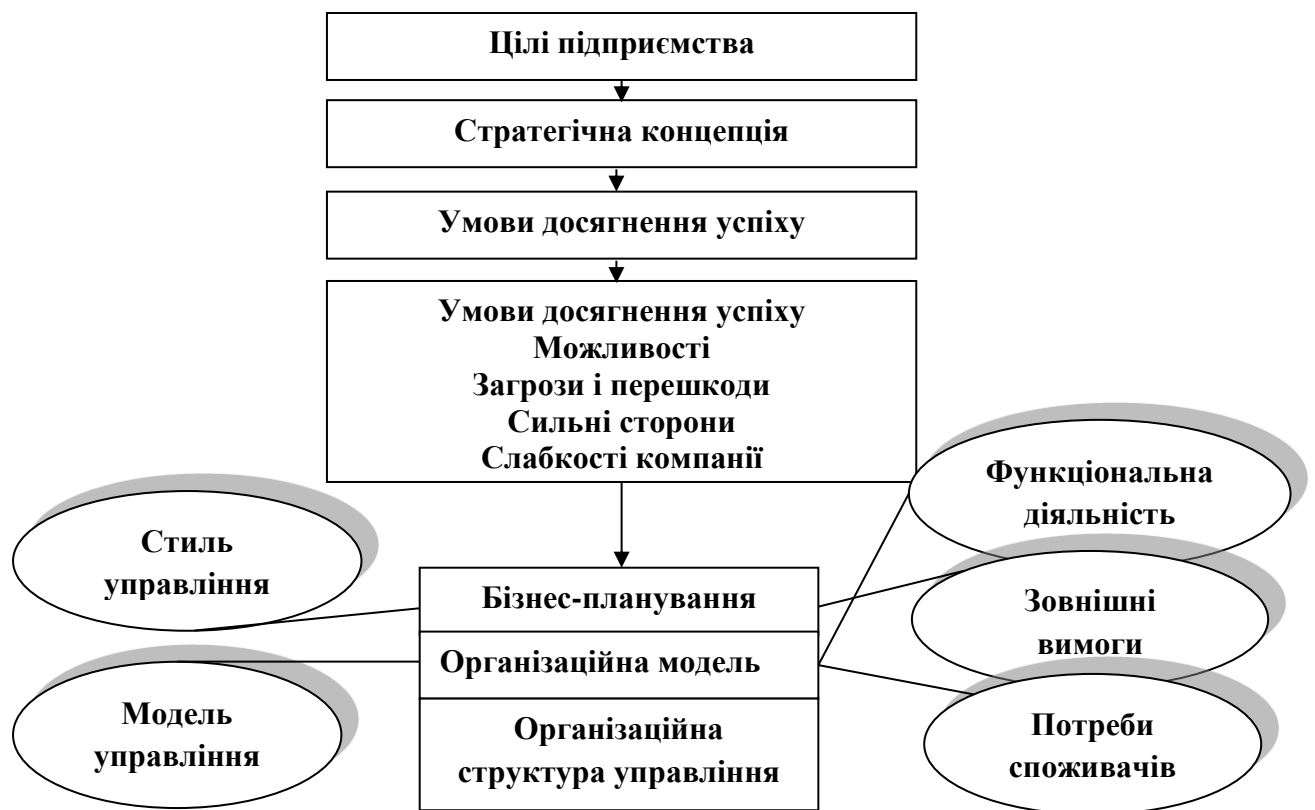 Цілі підприємства
Стратегічна концепція
Умови досягнення успіху
Умови досягнення успіху
Можливості
Загрози і перешкоди
Сильні сторони
Слабкості компанії
Функціональна
діяльність
Стиль
управління
Бізнес-планування
Зовнішні
вимоги
Організаційна модель
Модель
управління
Організаційна
структура управління
Потреби
споживачів